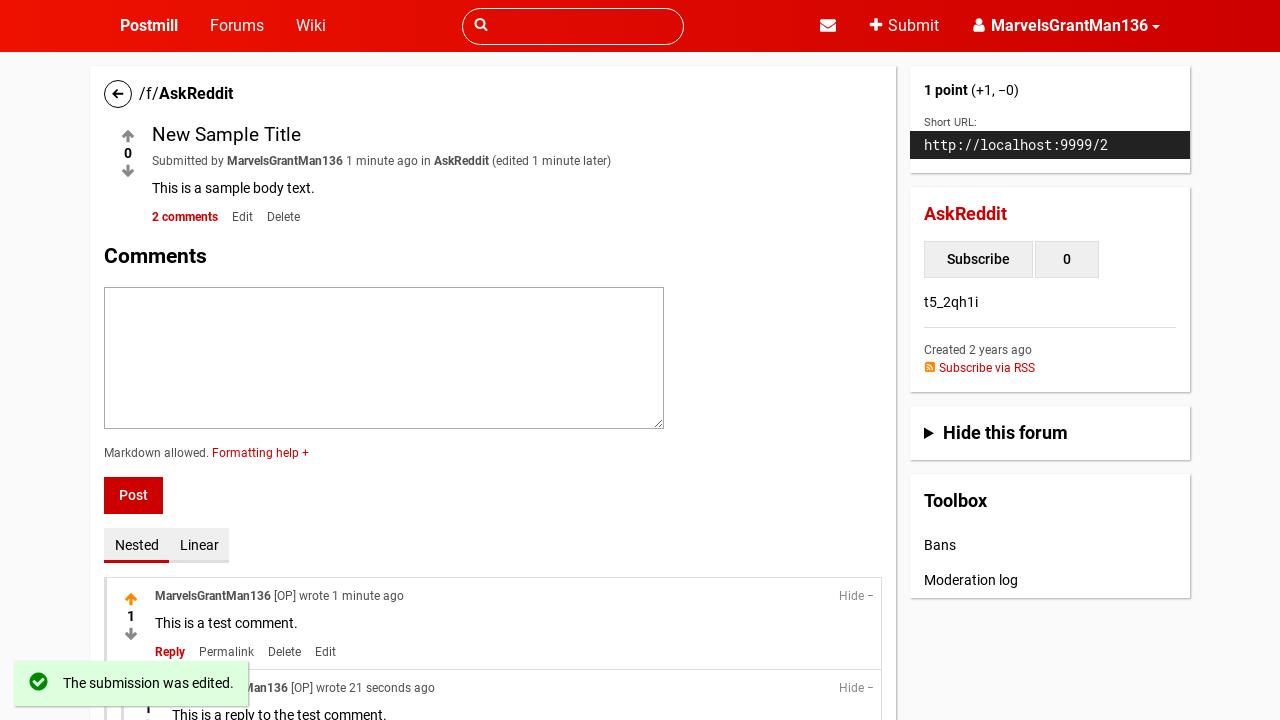 Postmill Forums Wiki Submit MarvelsGrantMan136
/f/AskReddit
New Sample Title
0
Submitted by MarvelsGrantMan136 1 minute ago in AskReddit (edited 1 minute later)
This is a sample body text.
2 comments Edit Delete
Comments
Markdown allowed. Formatting help +
Post
Nested Linear
MarvelsGrantMan136 [OP] wrote 1 minute ago Hide −
1
This is a test comment.
Reply Permalink Delete Edit
Man136 [OP] wrote 21 seconds ago Hide −
This is a reply to the test comment.
The submission was edited.
1 point (+1, −0)
Short URL:
http://localhost:9999/2
AskReddit
Subscribe 0
t5_2qh1i
Created 2 years ago
Subscribe via RSS
Hide this forum
Toolbox
Bans
Moderation log